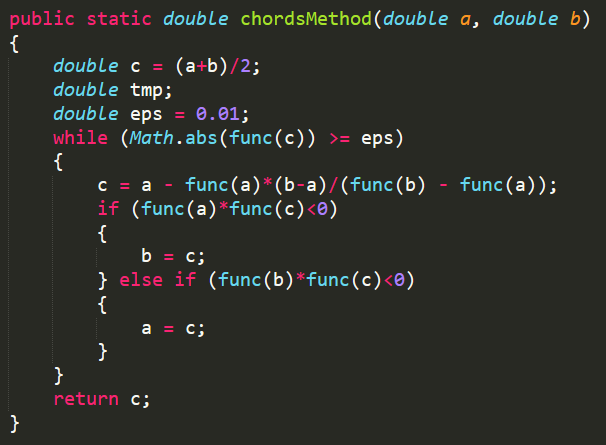 public static double chordsMethod(double a, double b)
{
    double c = (a+b)/2;
    double tmp;
    double eps = 0.01;
    while (Math.abs(func(c)) >= eps)
    {
        c = a - func(a)*(b-a)/(func(b) - func(a));
        if (func(a)*func(c)<0)
        {
            b = c;
        } else if (func(b)*func(c)<0)
        {
            a = c;
        }
    }
    return c;
}